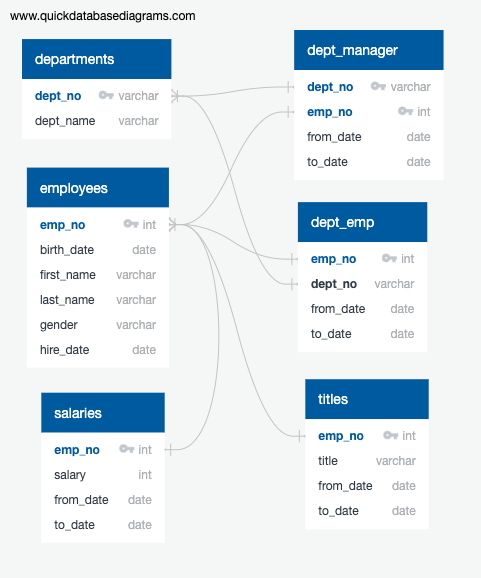 www.quickdatabasediagrams.com
departments
dept_no varchar
dept_name varchar
employees
emp_no int
birth_date date
first_name varchar
last_name varchar
gender varchar
hire_date date
salaries
emp_no int
salary int
from_date date
to_date date
dept_manager
dept_no varchar
emp_no int
from_date date
to_date date
dept_emp
emp_no int
dept_no varchar
from_date date
to_date date
titles
emp_no int
title varchar
from_date date
to_date date